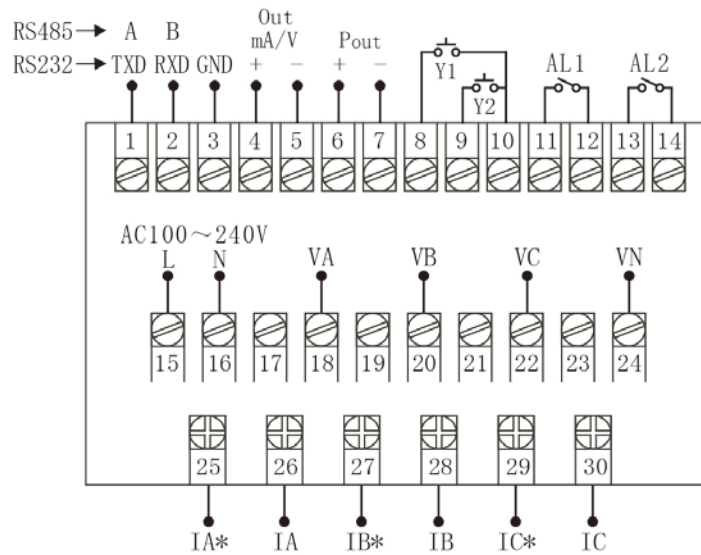 RS485→ A B Out
mA/V Pout
RS232→ TXD RXD GND + − + − Y1 Y2 AL1 AL2
1 2 3 4 5 6 7 8 9 10 11 12 13 14
AC100～240V
L N VA VB VC VN
15 16 17 18 19 20 21 22 23 24
25 26 27 28 29 30
IA* IA IB* IB IC* IC